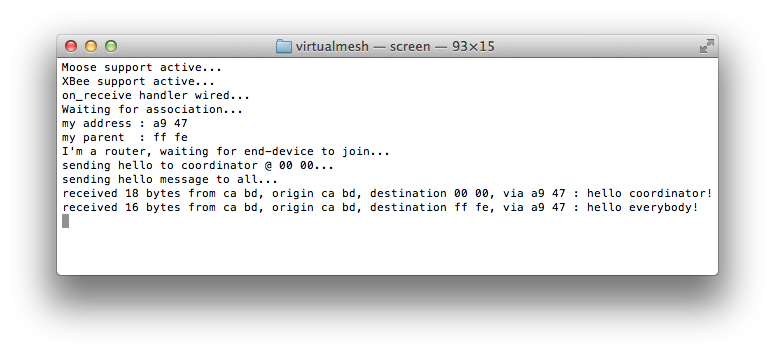 virtualmesh — screen — 93×15
Moose support active...
XBee support active...
on_receive handler wired...
Waiting for association...
my address : a9 47
my parent  : ff fe
I'm a router, waiting for end-device to join...
sending hello to coordinator @ 00 00...
sending hello message to all...
received 18 bytes from ca bd, origin ca bd, destination 00 00, via a9 47 : hello coordinator!
received 16 bytes from ca bd, origin ca bd, destination ff fe, via a9 47 : hello everybody!